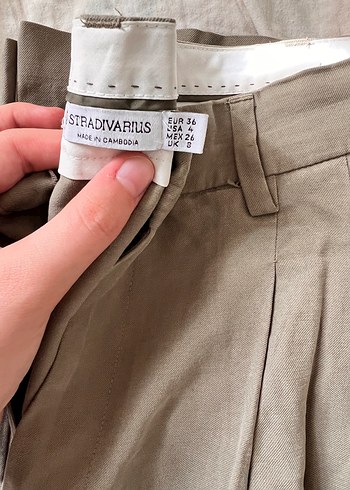 STRADIVARIUS
MADE IN CAMBODIA
EUR 36
USA 4
MEX 26
UK 8